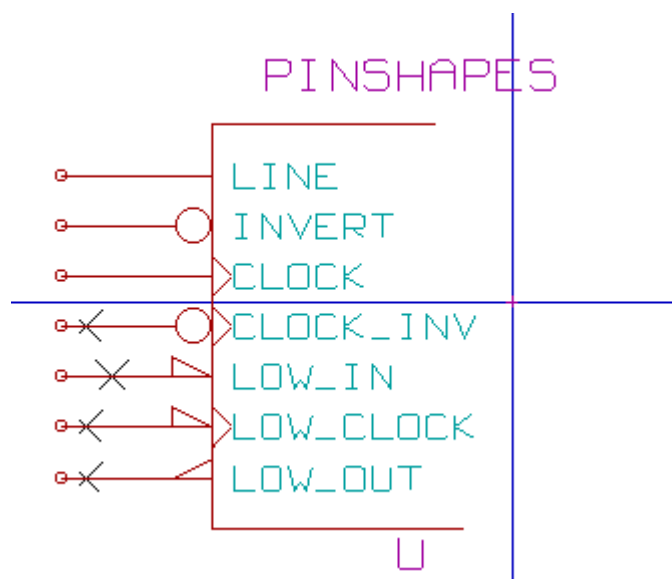 PINSHAPES
LINE
INVERT
CLOCK
CLOCK_INV
LOW_IN
LOW_CLOCK
LOW_OUT
U